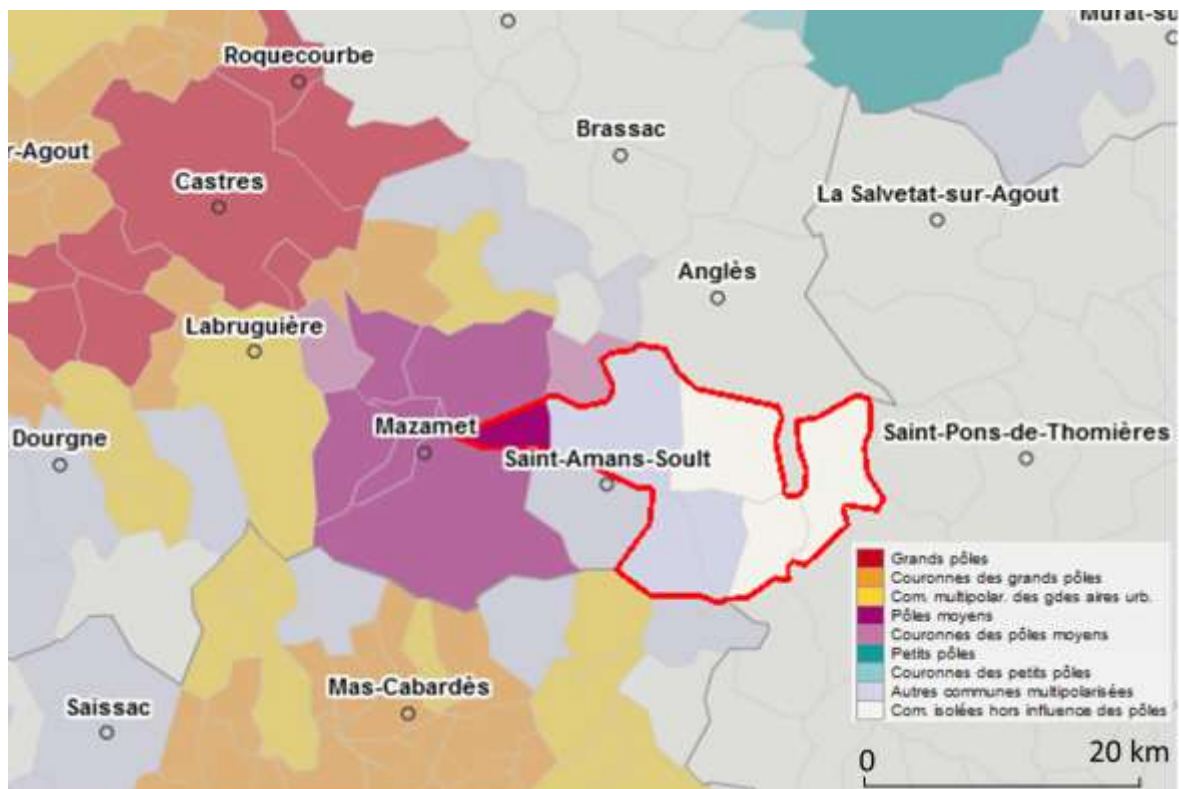 Murat-su
Roquecourbe
Brassac
r-Agout
Castres
La Salvetat-sur-Agout
Anglès
Labruguière
Mazamet
Saint-Pons-de-Thomières
Dourgne
Saint-Amans-Soult
Grands pôles
Couronnes des grands pôles
Com. multipolar. des gdes aires urb.
Pôles moyens
Couronnes des pôles moyens
Petits pôles
Couronnes des petits pôles
Autres communes multipolarisées
Com. isolées hors influence des pôles
Mas-Cabardès
Saissac
0 20 km